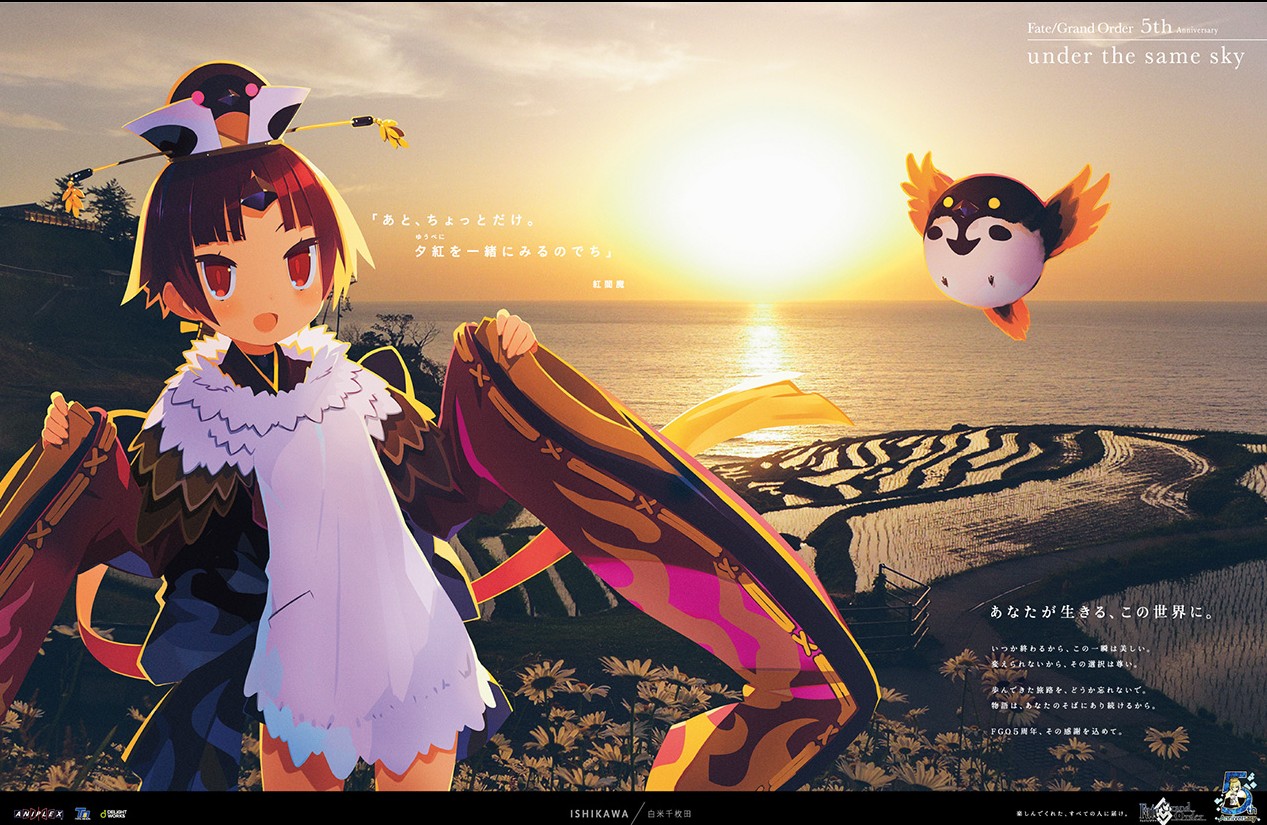 Fate/Grand Order 5th Anniversary
under the same sky
「あと、ちょっとだけ。
ゆうべに
夕紅を一緒にみるのでち」
紅閻魔
あなたが生きる、この世界に。
いつか終わるから、この一瞬は美しい。
変えられないから、その選択は尊い。
歩んできた旅路を、どうか忘れないで。
物語は、あなたのそばにあり続けるから。
FGO5周年、その感謝を込めて。
ANIPLEX
DELIGHT WORKS
ISHIKAWA / 白米千枚田
楽しんでくれた、すべての人に届け。
Fate Grand Order
5th Anniversary